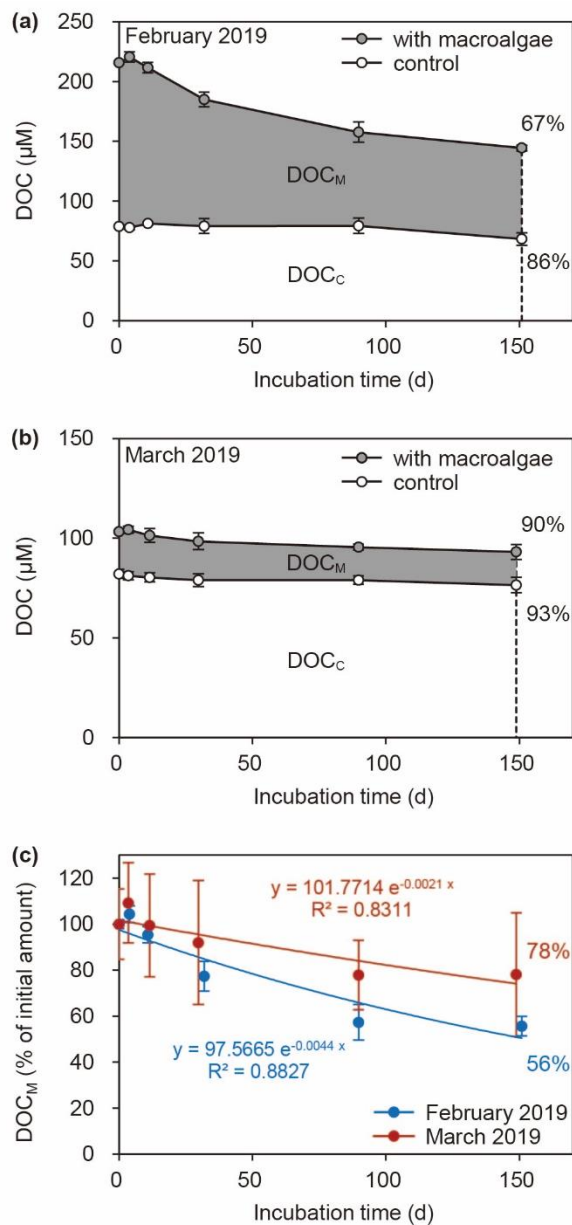 (a)
February 2019
with macroalgae
control
250
200
150
100
50
0
DOC (µM)
67%
DOCM
86%
DOCC
0
50
100
150
Incubation time (d)
(b)
March 2019
with macroalgae
control
150
100
50
0
DOC (µM)
90%
DOCM
93%
DOCC
0
50
100
150
Incubation time (d)
(c)
120
100
80
60
40
20
0
DOCM (% of initial amount)
y = 101.7714 e-0.0021 x
R² = 0.8311
78%
y = 97.5665 e-0.0044 x
R² = 0.8827
56%
February 2019
March 2019
0
50
100
150
Incubation time (d)